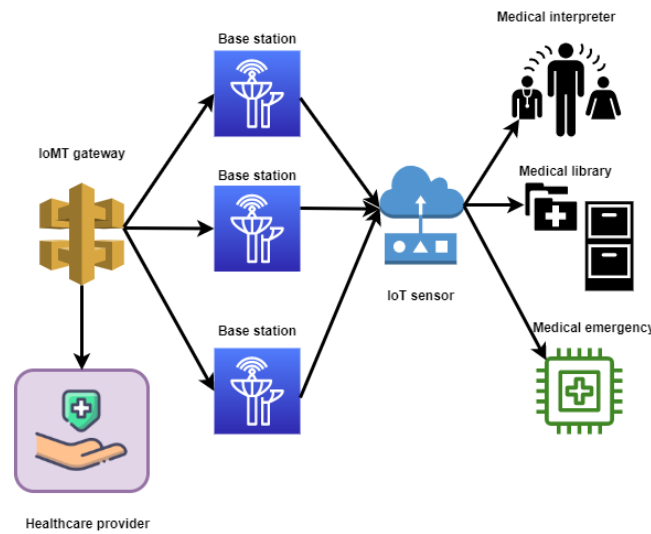 Medical interpreter
Base station
IoMT gateway
Base station
Medical library
IoT sensor
Base station
Medical emergency
Healthcare provider